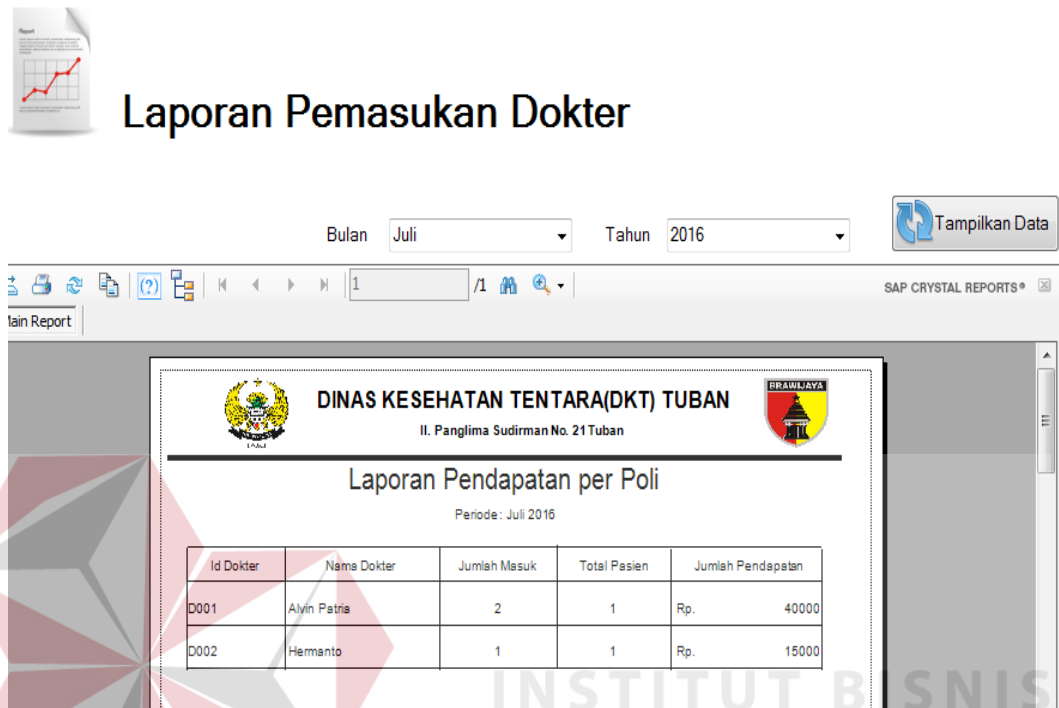 Report
Laporan Pemasukan Dokter
Bulan Juli Tahun 2016 Tampilkan Data
1 /1 SAP CRYSTAL REPORTS®
Main Report
DINAS KESEHATAN TENTARA(DKT) TUBAN
BRAWIJAYA
Jl. Panglima Sudirman No. 21 Tuban
Laporan Pendapatan per Poli
Periode : Juli 2016
Id Dokter Nama Dokter Jumlah Masuk Total Pasien Jumlah Pendapatan
D001 Alvin Patria 2 1 Rp. 40000
D002 Hermanto 1 1 Rp. 15000
INSTITUT BISNIS